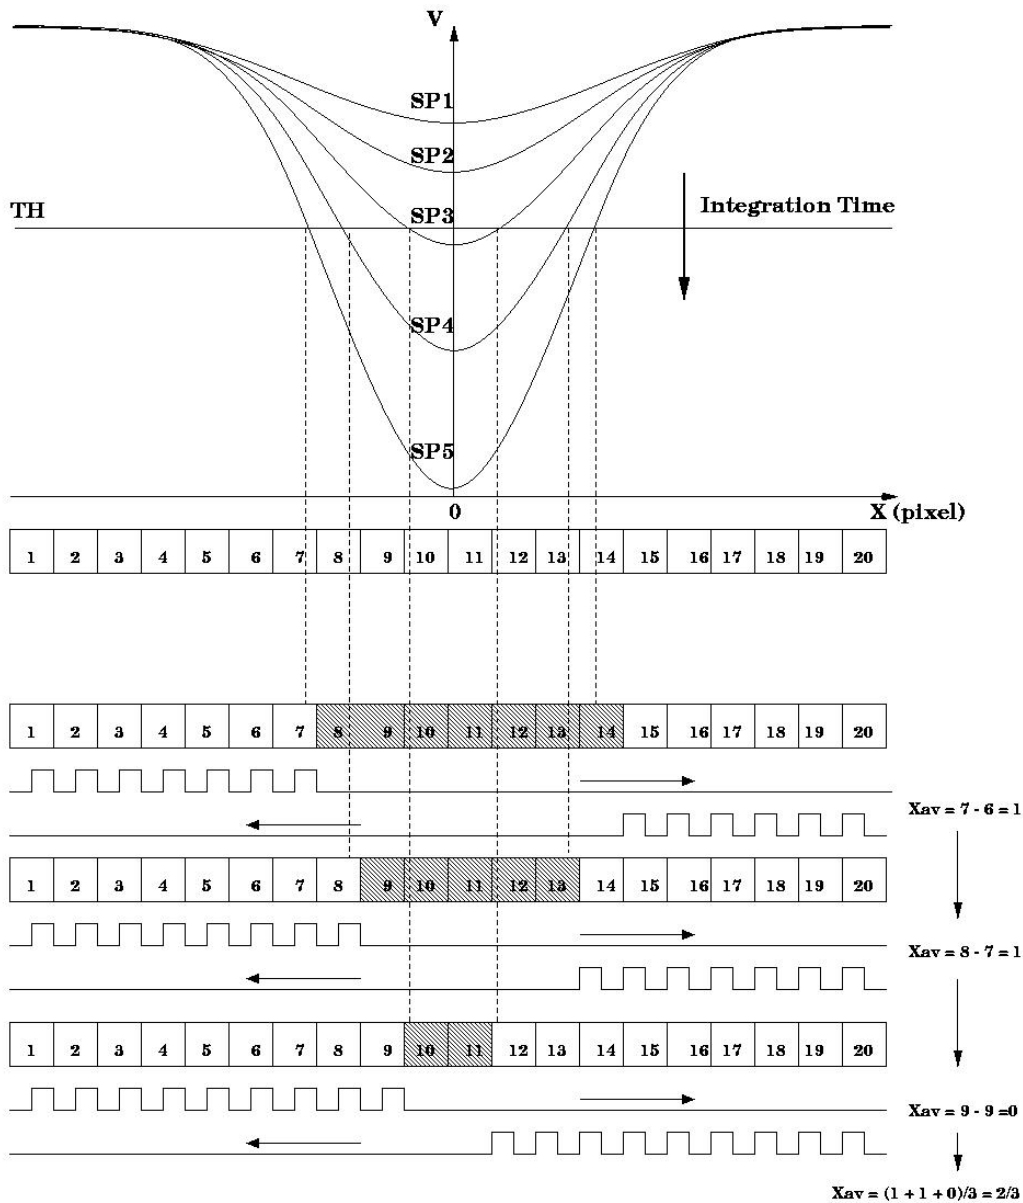 V
SP1
SP2
TH
SP3
Integration Time
SP4
SP5
0
X (pixel)
1 2 3 4 5 6 7 8 9 10 11 12 13 14 15 16 17 18 19 20
1 2 3 4 5 6 7 8 9 10 11 12 13 14 15 16 17 18 19 20
Xav = 7 - 6 = 1
1 2 3 4 5 6 7 8 9 10 11 12 13 14 15 16 17 18 19 20
Xav = 8 - 7 = 1
1 2 3 4 5 6 7 8 9 10 11 12 13 14 15 16 17 18 19 20
Xav = 9 - 9 =0
Xav = (1 + 1 + 0)/3 = 2/3